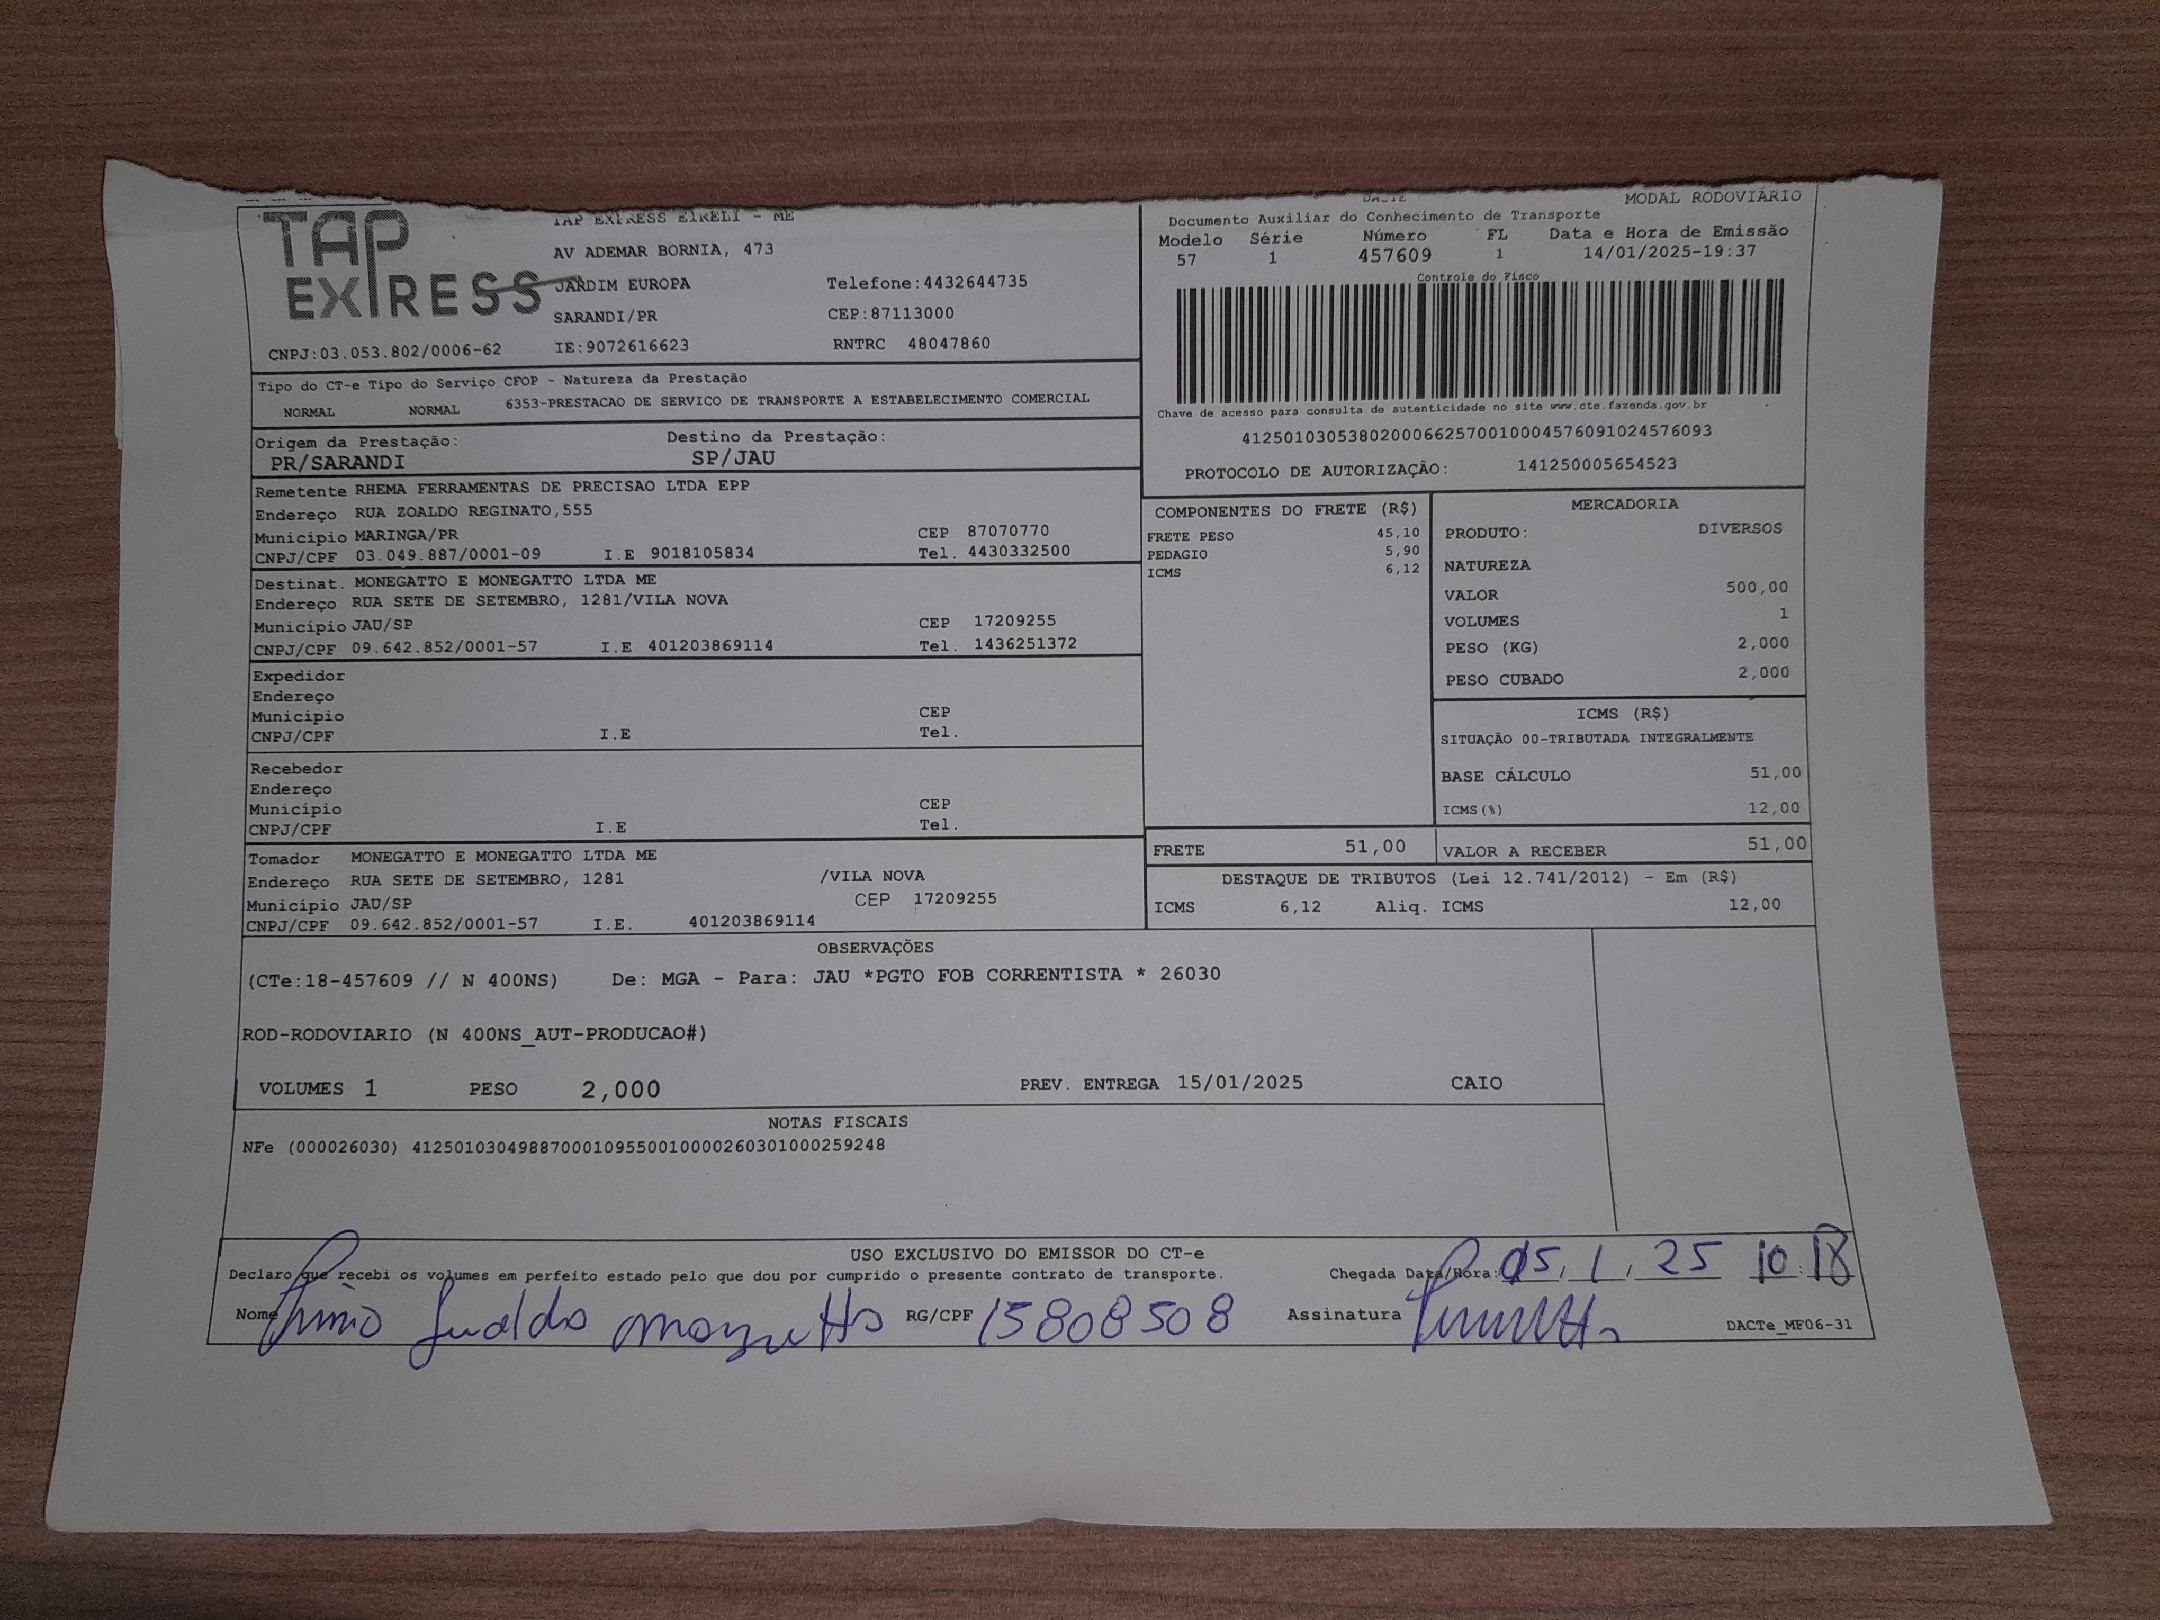 TAP EXPRESS
TAP EXPRESS EIRELI - ME
AV ADEMAR BORNIA, 473
JARDIM EUROPA Telefone:4432644735
SARANDI/PR CEP:87113000
CNPJ:03.053.802/0006-62 IE:9072616623 RNTRC 48047860
MODAL RODOVIÁRIO
Documento Auxiliar do Conhecimento de Transporte
Modelo Série Número FL Data e Hora de Emissão
57 1 457609 1 14/01/2025-19:37
Controle do Fisco
Chave de acesso para consulta de autenticidade no site www.cte.fazenda.gov.br
41250103053802000662570010004576091024576093
PROTOCOLO DE AUTORIZAÇÃO: 141250005654523
Tipo do CT-e Tipo do Serviço CFOP - Natureza da Prestação
NORMAL NORMAL 6353-PRESTACAO DE SERVICO DE TRANSPORTE A ESTABELECIMENTO COMERCIAL
Origem da Prestação: Destino da Prestação:
PR/SARANDI SP/JAU
Remetente RHEMA FERRAMENTAS DE PRECISAO LTDA EPP
Endereço RUA ZOALDO REGINATO,555
Município MARINGA/PR CEP 87070770
CNPJ/CPF 03.049.887/0001-09 I.E 9018105834 Tel. 4430332500
Destinat. MONEGATTO E MONEGATTO LTDA ME
Endereço RUA SETE DE SETEMBRO, 1281/VILA NOVA
Município JAU/SP CEP 17209255
CNPJ/CPF 09.642.852/0001-57 I.E 401203869114 Tel. 1436251372
Expedidor
Endereço
Município CEP
CNPJ/CPF I.E Tel.
Recebedor
Endereço
Município CEP
CNPJ/CPF I.E Tel.
Tomador MONEGATTO E MONEGATTO LTDA ME
Endereço RUA SETE DE SETEMBRO, 1281 /VILA NOVA
Município JAU/SP CEP 17209255
CNPJ/CPF 09.642.852/0001-57 I.E. 401203869114
COMPONENTES DO FRETE (R$)
FRETE PESO 45,10
PEDAGIO 5,90
ICMS 6,12
MERCADORIA
PRODUTO: DIVERSOS
NATUREZA
VALOR 500,00
VOLUMES 1
PESO (KG) 2,000
PESO CUBADO 2,000
ICMS (R$)
SITUAÇÃO 00-TRIBUTADA INTEGRALMENTE
BASE CÁLCULO 51,00
ICMS(%) 12,00
FRETE 51,00 VALOR A RECEBER 51,00
DESTAQUE DE TRIBUTOS (Lei 12.741/2012) - Em (R$)
ICMS 6,12 Aliq. ICMS 12,00
OBSERVAÇÕES
(CTe:18-457609 // N 400NS) De: MGA - Para: JAU *PGTO FOB CORRENTISTA * 26030
ROD-RODOVIARIO (N 400NS_AUT-PRODUCAO#)
VOLUMES 1 PESO 2,000 PREV. ENTREGA 15/01/2025 CAIO
NOTAS FISCAIS
NFe (000026030) 41250103049887000109550010000260301000259248
USO EXCLUSIVO DO EMISSOR DO CT-e
Declaro que recebi os volumes em perfeito estado pelo que dou por cumprido o presente contrato de transporte. Chegada Data/Hora: 15, 1, 25 10:18
Nome RG/CPF 15808508 Assinatura
DACTe_MF06-31